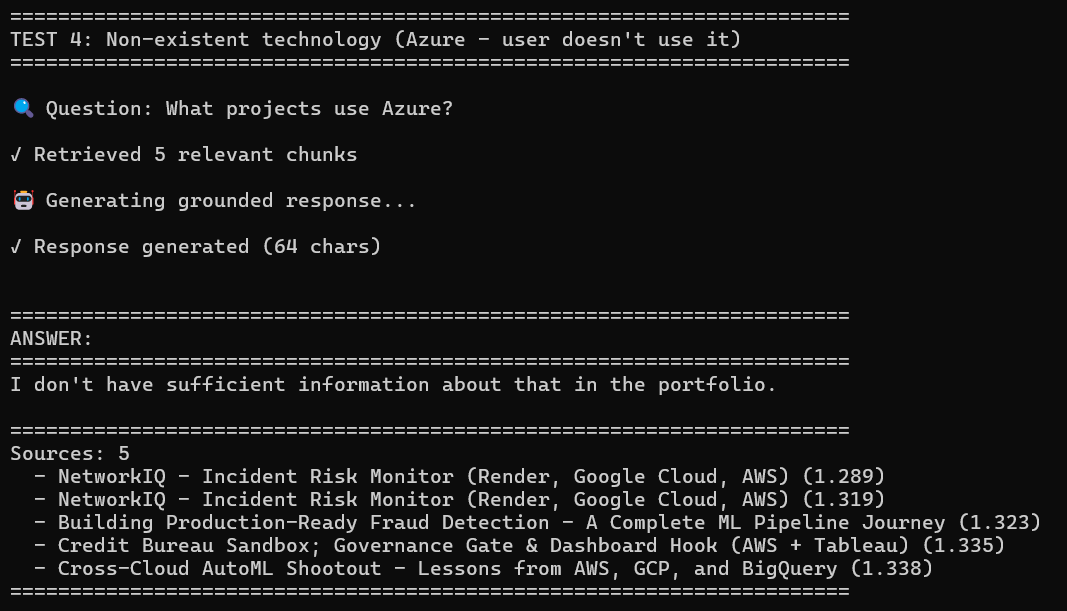 ======================================================================
TEST 4: Non-existent technology (Azure - user doesn't use it)
======================================================================
🔍 Question: What projects use Azure?
√ Retrieved 5 relevant chunks
🤖 Generating grounded response...
√ Response generated (64 chars)
======================================================================
ANSWER:
======================================================================
I don't have sufficient information about that in the portfolio.
======================================================================
Sources: 5
- NetworkIQ - Incident Risk Monitor (Render, Google Cloud, AWS) (1.289)
- NetworkIQ - Incident Risk Monitor (Render, Google Cloud, AWS) (1.319)
- Building Production-Ready Fraud Detection - A Complete ML Pipeline Journey (1.323)
- Credit Bureau Sandbox; Governance Gate & Dashboard Hook (AWS + Tableau) (1.335)
- Cross-Cloud AutoML Shootout - Lessons from AWS, GCP, and BigQuery (1.338)
======================================================================